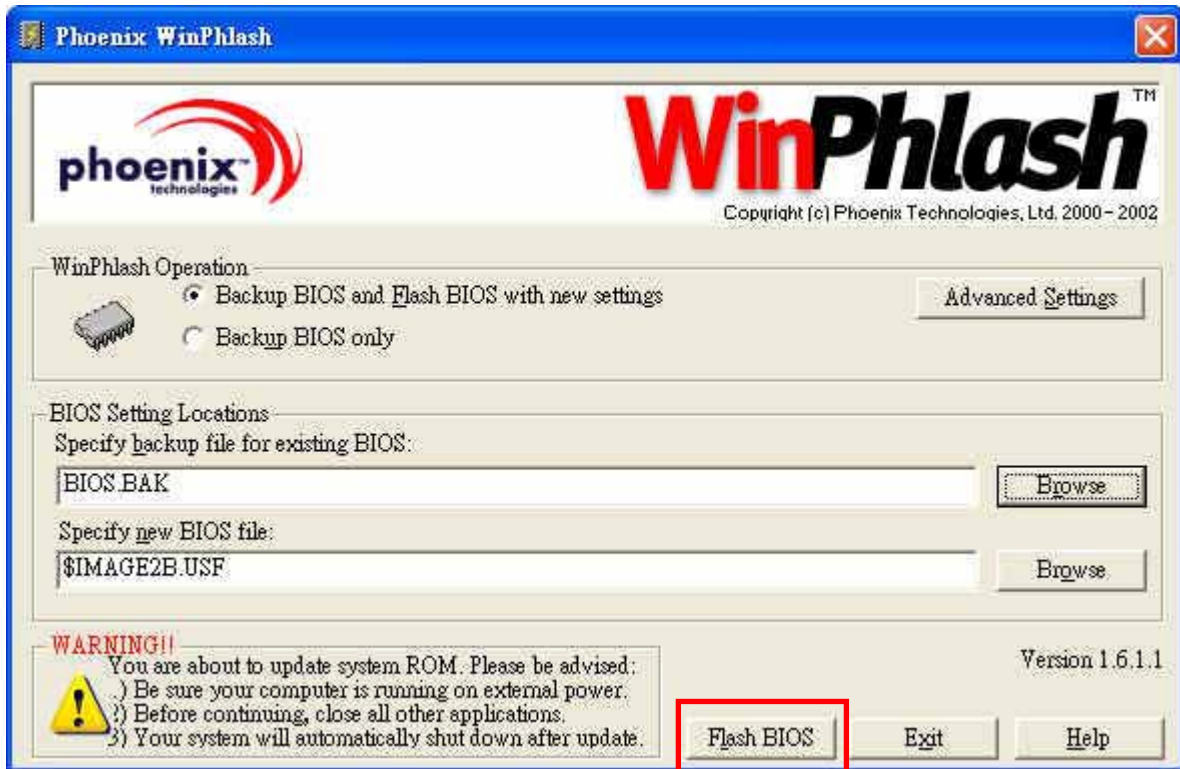 Phoenix WinPhlash
phoenix™
technologies
WinPhlash™
Copyright (c) Phoenix Technologies, Ltd. 2000 - 2002
WinPhlash Operation
Backup BIOS and Flash BIOS with new settings
Advanced Settings
Backup BIOS only
BIOS Setting Locations
Specify backup file for existing BIOS:
BIOS.BAK
Browse
Specify new BIOS file:
$IMAGE2B.USF
Browse
WARNING!!
You are about to update system ROM. Please be advised:
.) Be sure your computer is running on external power.
?) Before continuing, close all other applications.
3) Your system will automatically shut down after update.
Version 1.6.1.1
Flash BIOS
Exit
Help